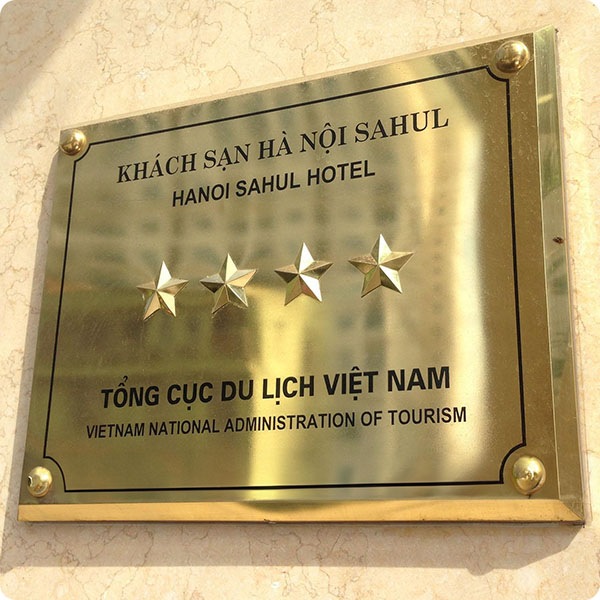 KHÁCH SẠN HÀ NỘI SAHUL
HANOI SAHUL HOTEL
TỔNG CỤC DU LỊCH VIỆT NAM
VIETNAM NATIONAL ADMINISTRATION OF TOURISM